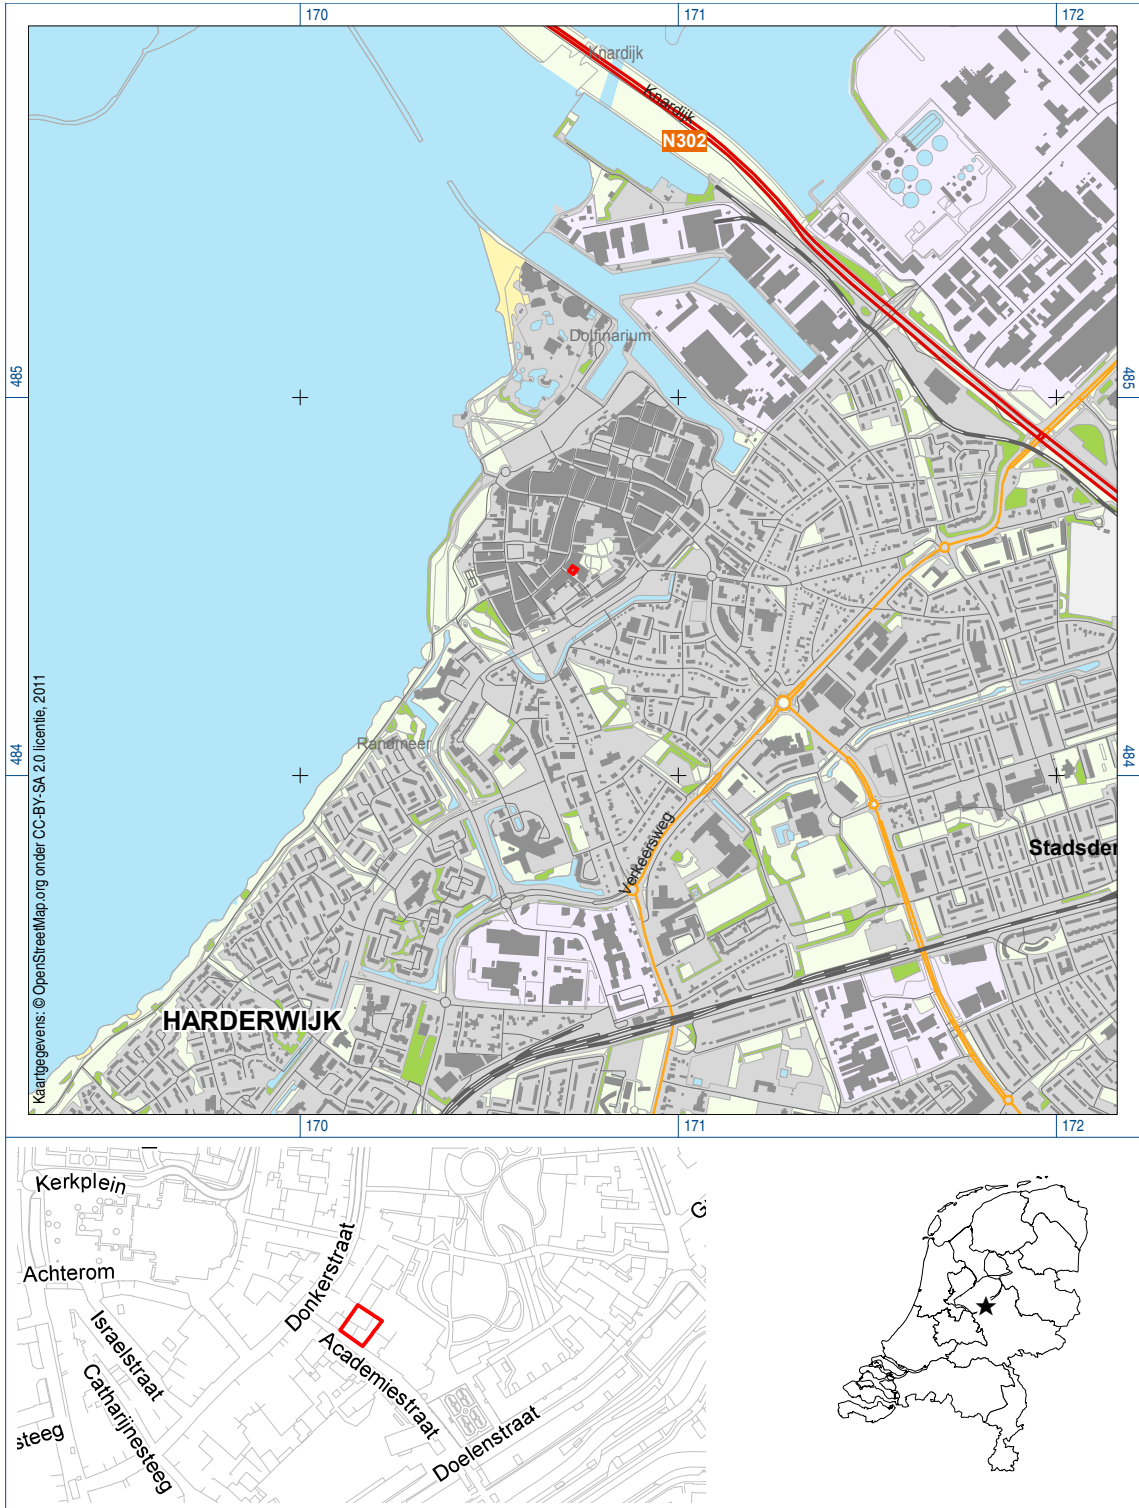 170
171
172
Knardijk
Knardijk
N302
Dolfinarium
485
485
Randmeer
484
484
Verkeersweg
Stadsden
HARDERWIJK
Kaartgegevens: © OpenStreetMap.org onder CC-BY-SA 2.0 licentie, 2011
170
171
172
Kerkplein
Achterom
Donkerstraat
Israelstraat
Catharijnesteeg
Academiestraat
Doelenstraat
steeg